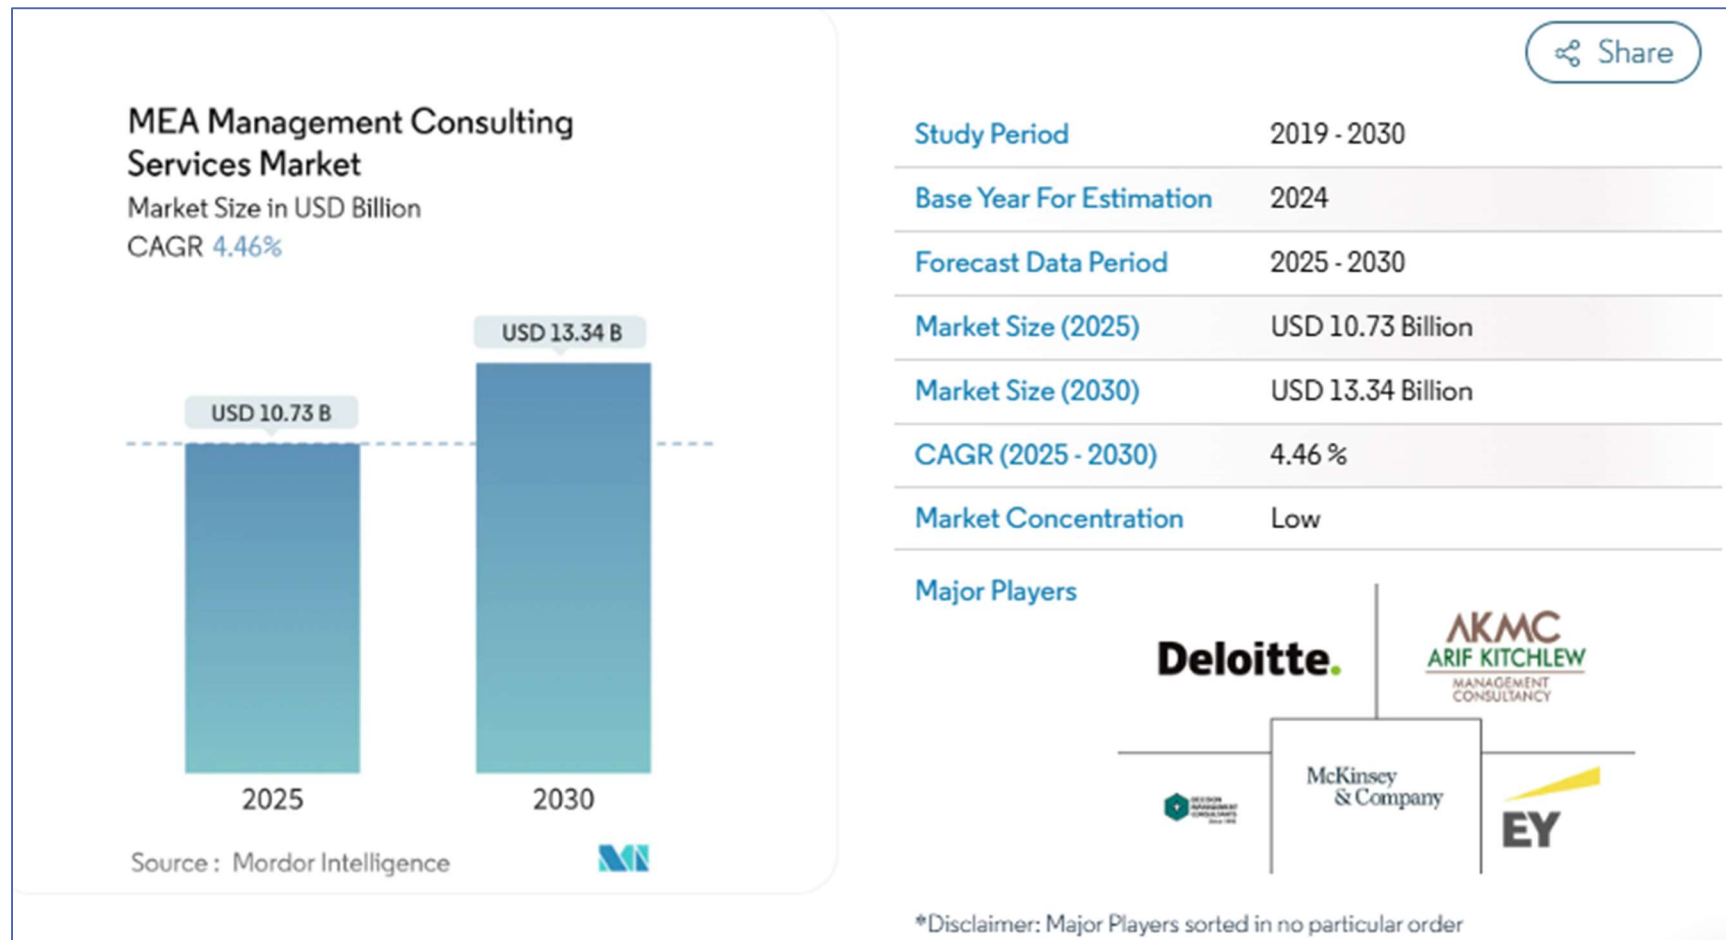 Share
MEA Management Consulting
Services Market
Market Size in USD Billion
CAGR 4.46%
USD 13.34 B
USD 10.73 B
2025
2030
Source : Mordor Intelligence
Study Period 2019 - 2030
Base Year For Estimation 2024
Forecast Data Period 2025 - 2030
Market Size (2025) USD 10.73 Billion
Market Size (2030) USD 13.34 Billion
CAGR (2025 - 2030) 4.46 %
Market Concentration Low
Major Players
Deloitte.
AKMC
ARIF KITCHLEW
MANAGEMENT
CONSULTANCY
McKinsey
& Company
EY
*Disclaimer: Major Players sorted in no particular order